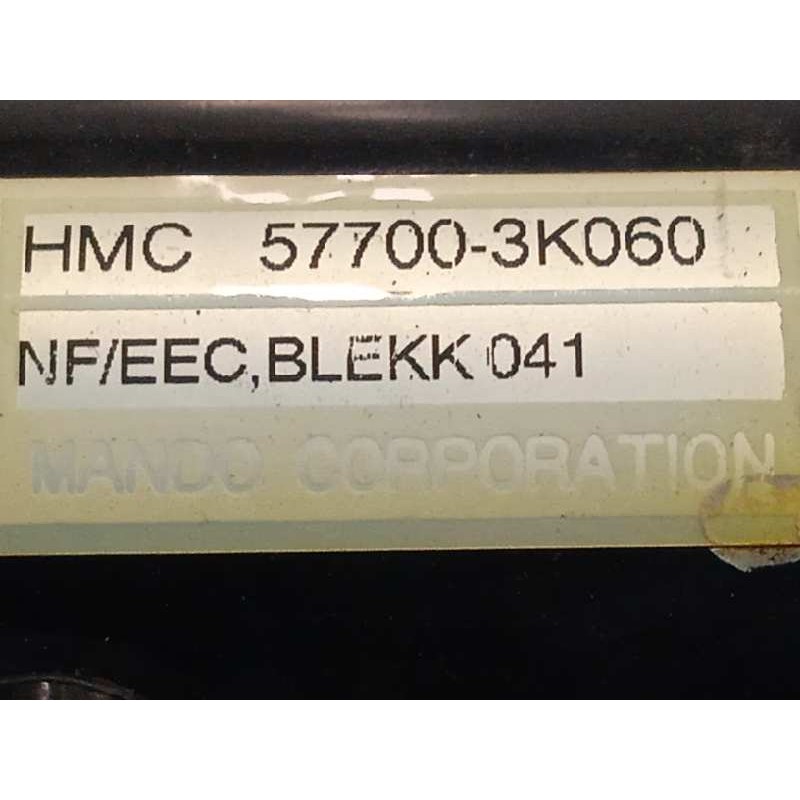 HMC 57700-3K060
NF/EEC,BLEKK 041
MANDO CORPORATION